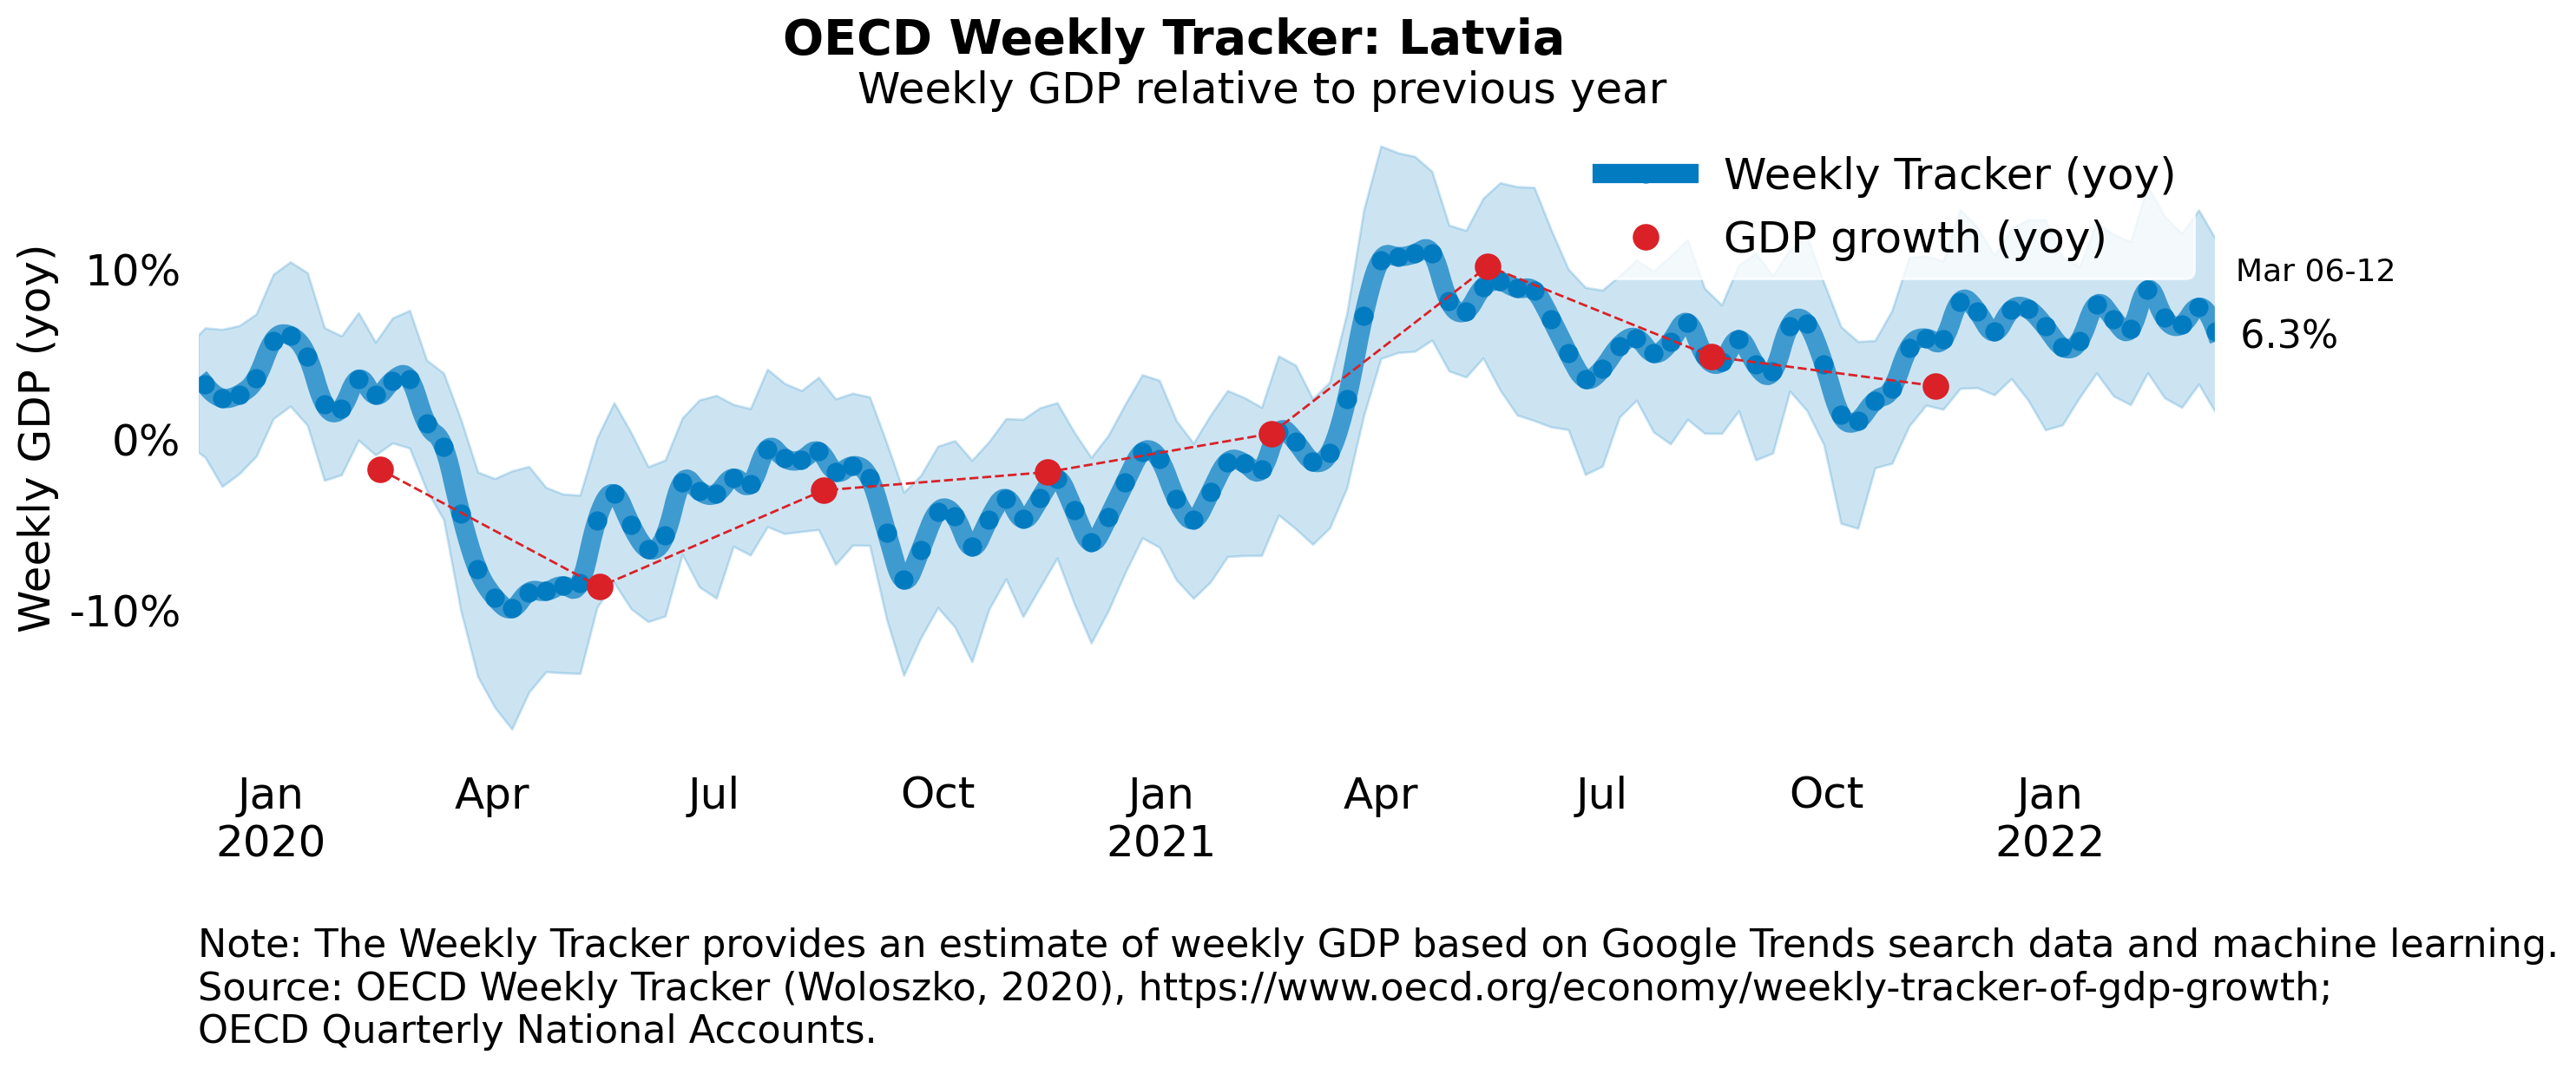 OECD Weekly Tracker: Latvia
Weekly GDP relative to previous year
Weekly Tracker (yoy)
GDP growth (yoy)
Weekly GDP (yoy)
10%
0%
-10%
Mar 06-12
6.3%
Jan Apr Jul Oct Jan Apr Jul Oct Jan
2020 2021 2022
Note: The Weekly Tracker provides an estimate of weekly GDP based on Google Trends search data and machine learning.
Source: OECD Weekly Tracker (Woloszko, 2020), https://www.oecd.org/economy/weekly-tracker-of-gdp-growth;
OECD Quarterly National Accounts.